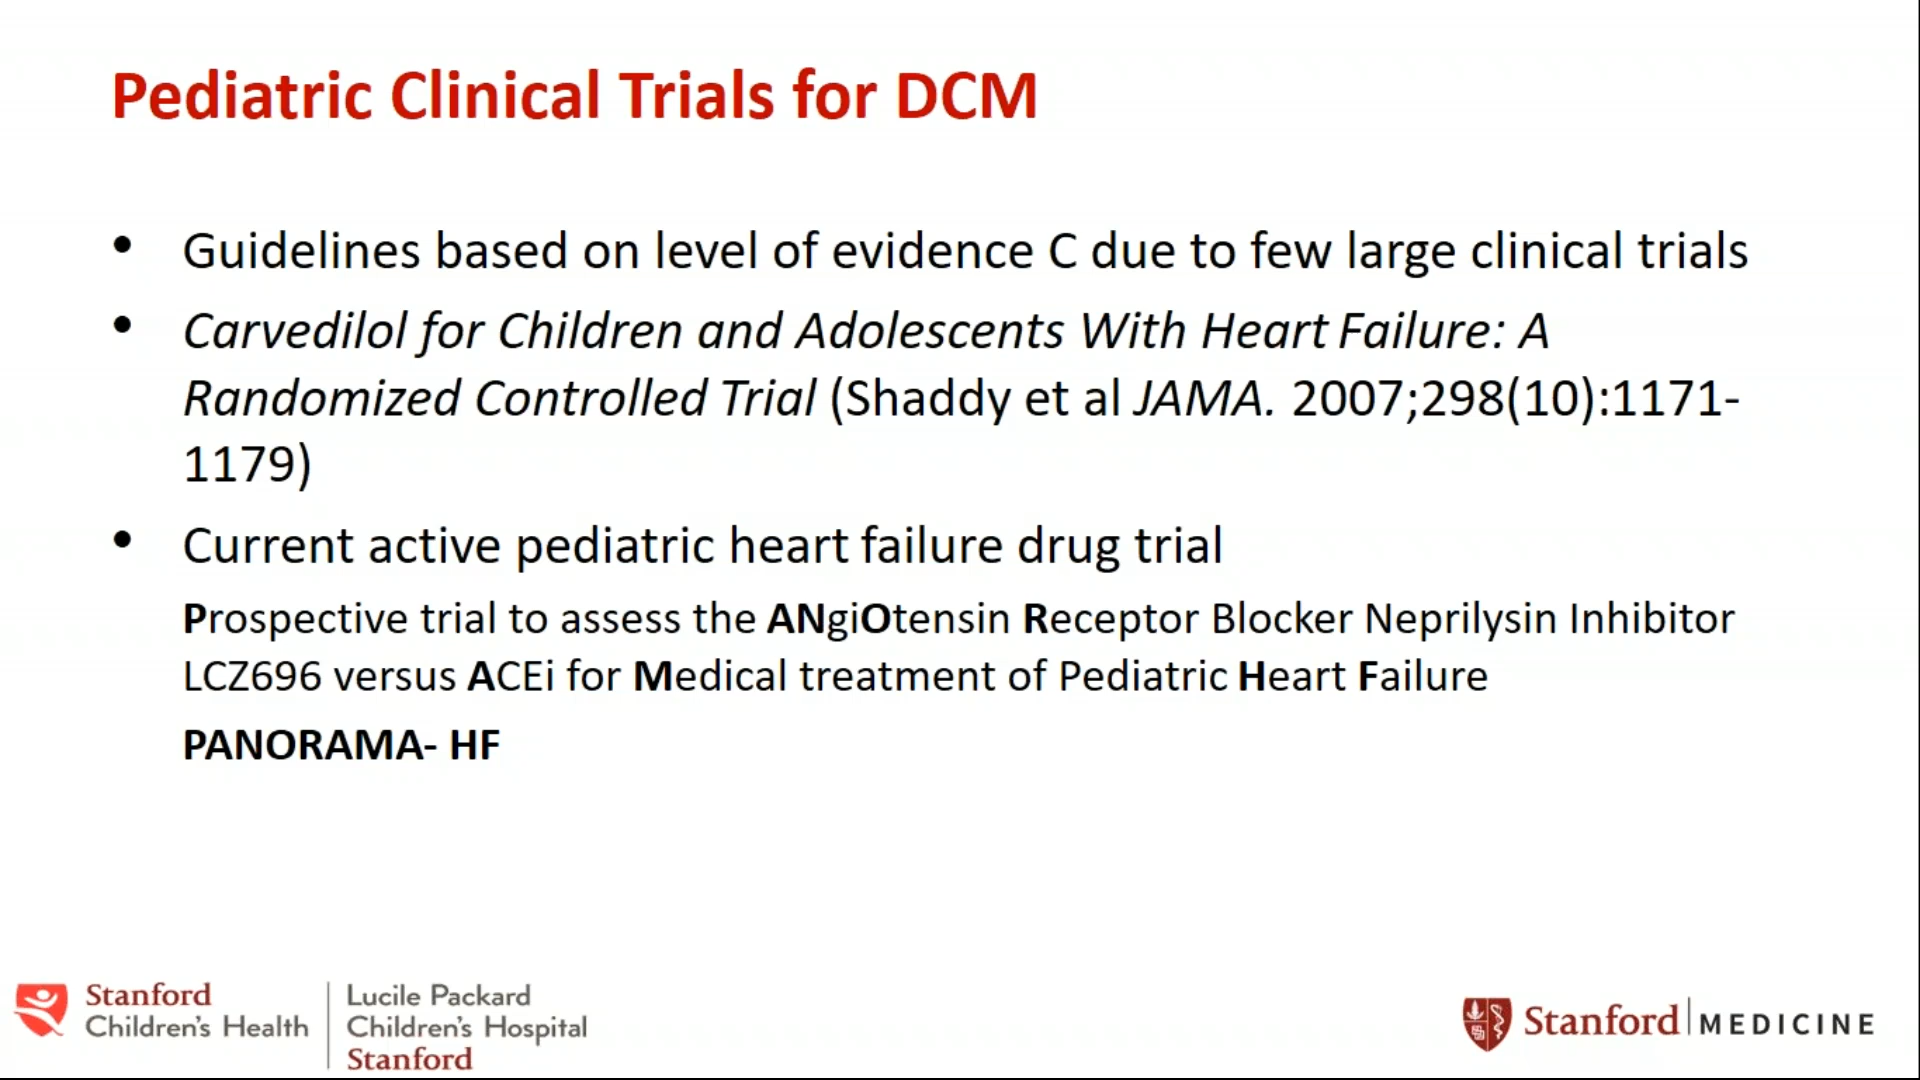 Pediatric Clinical Trials for DCM
• Guidelines based on level of evidence C due to few large clinical trials
• Carvedilol for Children and Adolescents With Heart Failure: A
Randomized Controlled Trial (Shaddy et al JAMA. 2007;298(10):1171-
1179)
• Current active pediatric heart failure drug trial
Prospective trial to assess the ANgiOtensin Receptor Blocker Neprilysin Inhibitor
LCZ696 versus ACEi for Medical treatment of Pediatric Heart Failure
PANORAMA- HF
Stanford
Children's Health
Lucile Packard
Children's Hospital
Stanford
Stanford MEDICINE